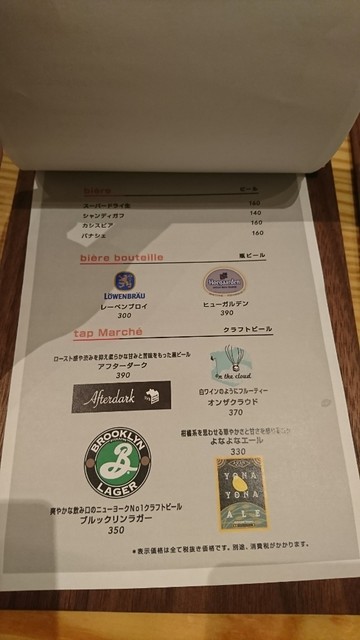 bière ビール
スーパードライ生 160
シャンディガフ 140
カシスビア 160
パナシェ 160
bière bouteille 瓶ビール
LÖWENBRÄU
レーベンブロイ
300
Hoegaarden
ヒューガルデン
390
tap Marché クラフトビール
ロースト感や渋みを抑え柔らかな甘みと苦味をもった黒ビール
アフターダーク
390
Afterdark
on the cloud
白ワインのようにフルーティー
オンザクラウド
370
BROOKLYN
B
LAGER
爽やかな飲み口のニューヨークNo1クラフトビール
ブルックリンラガー
350
柑橘系を思わせる華やかさと甘さを
よなよなエール
330
YONA
YONA
ALE
*表示価格は全て税抜き価格です。別途、消費税がかかります。